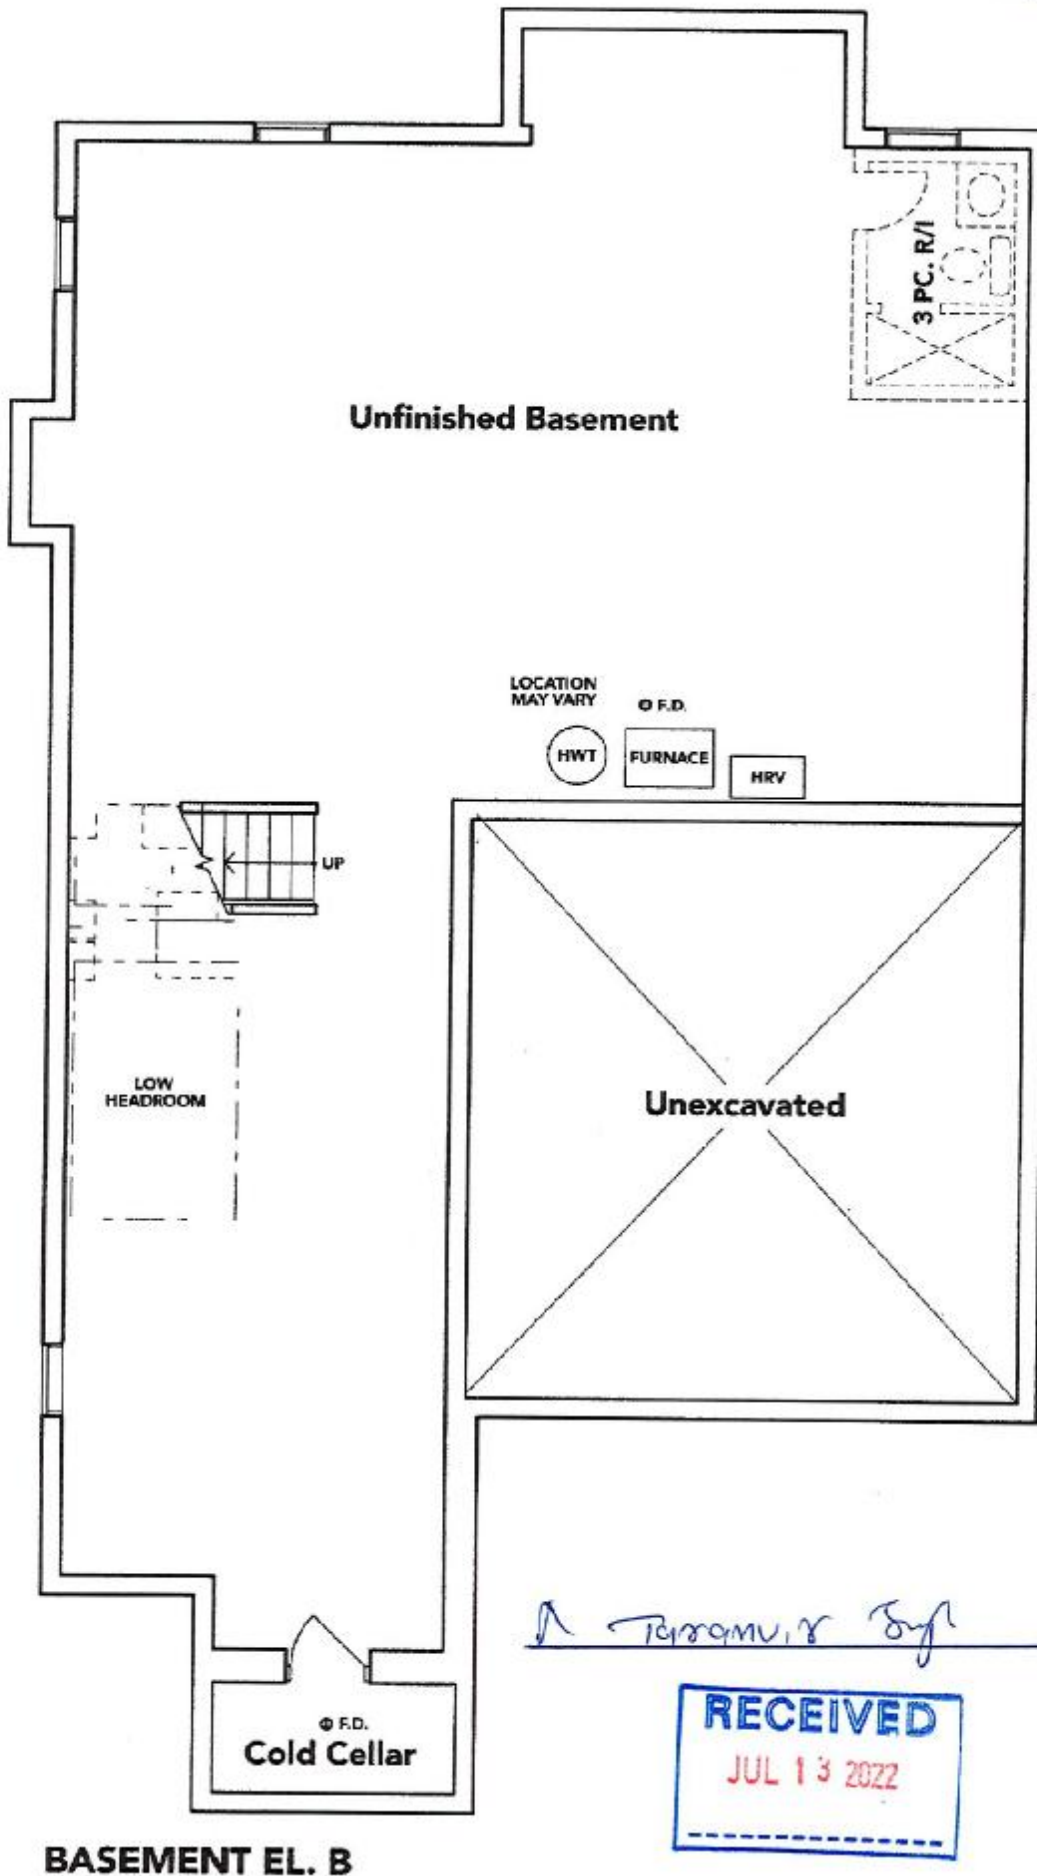 3 PC. R/I
Unfinished Basement
LOCATION
MAY VARY
F.D.
HWT
FURNACE
HRV
UP
LOW
HEADROOM
Unexcavated
RECEIVED
JUL 13 2022
F.D.
Cold Cellar
BASEMENT EL. B